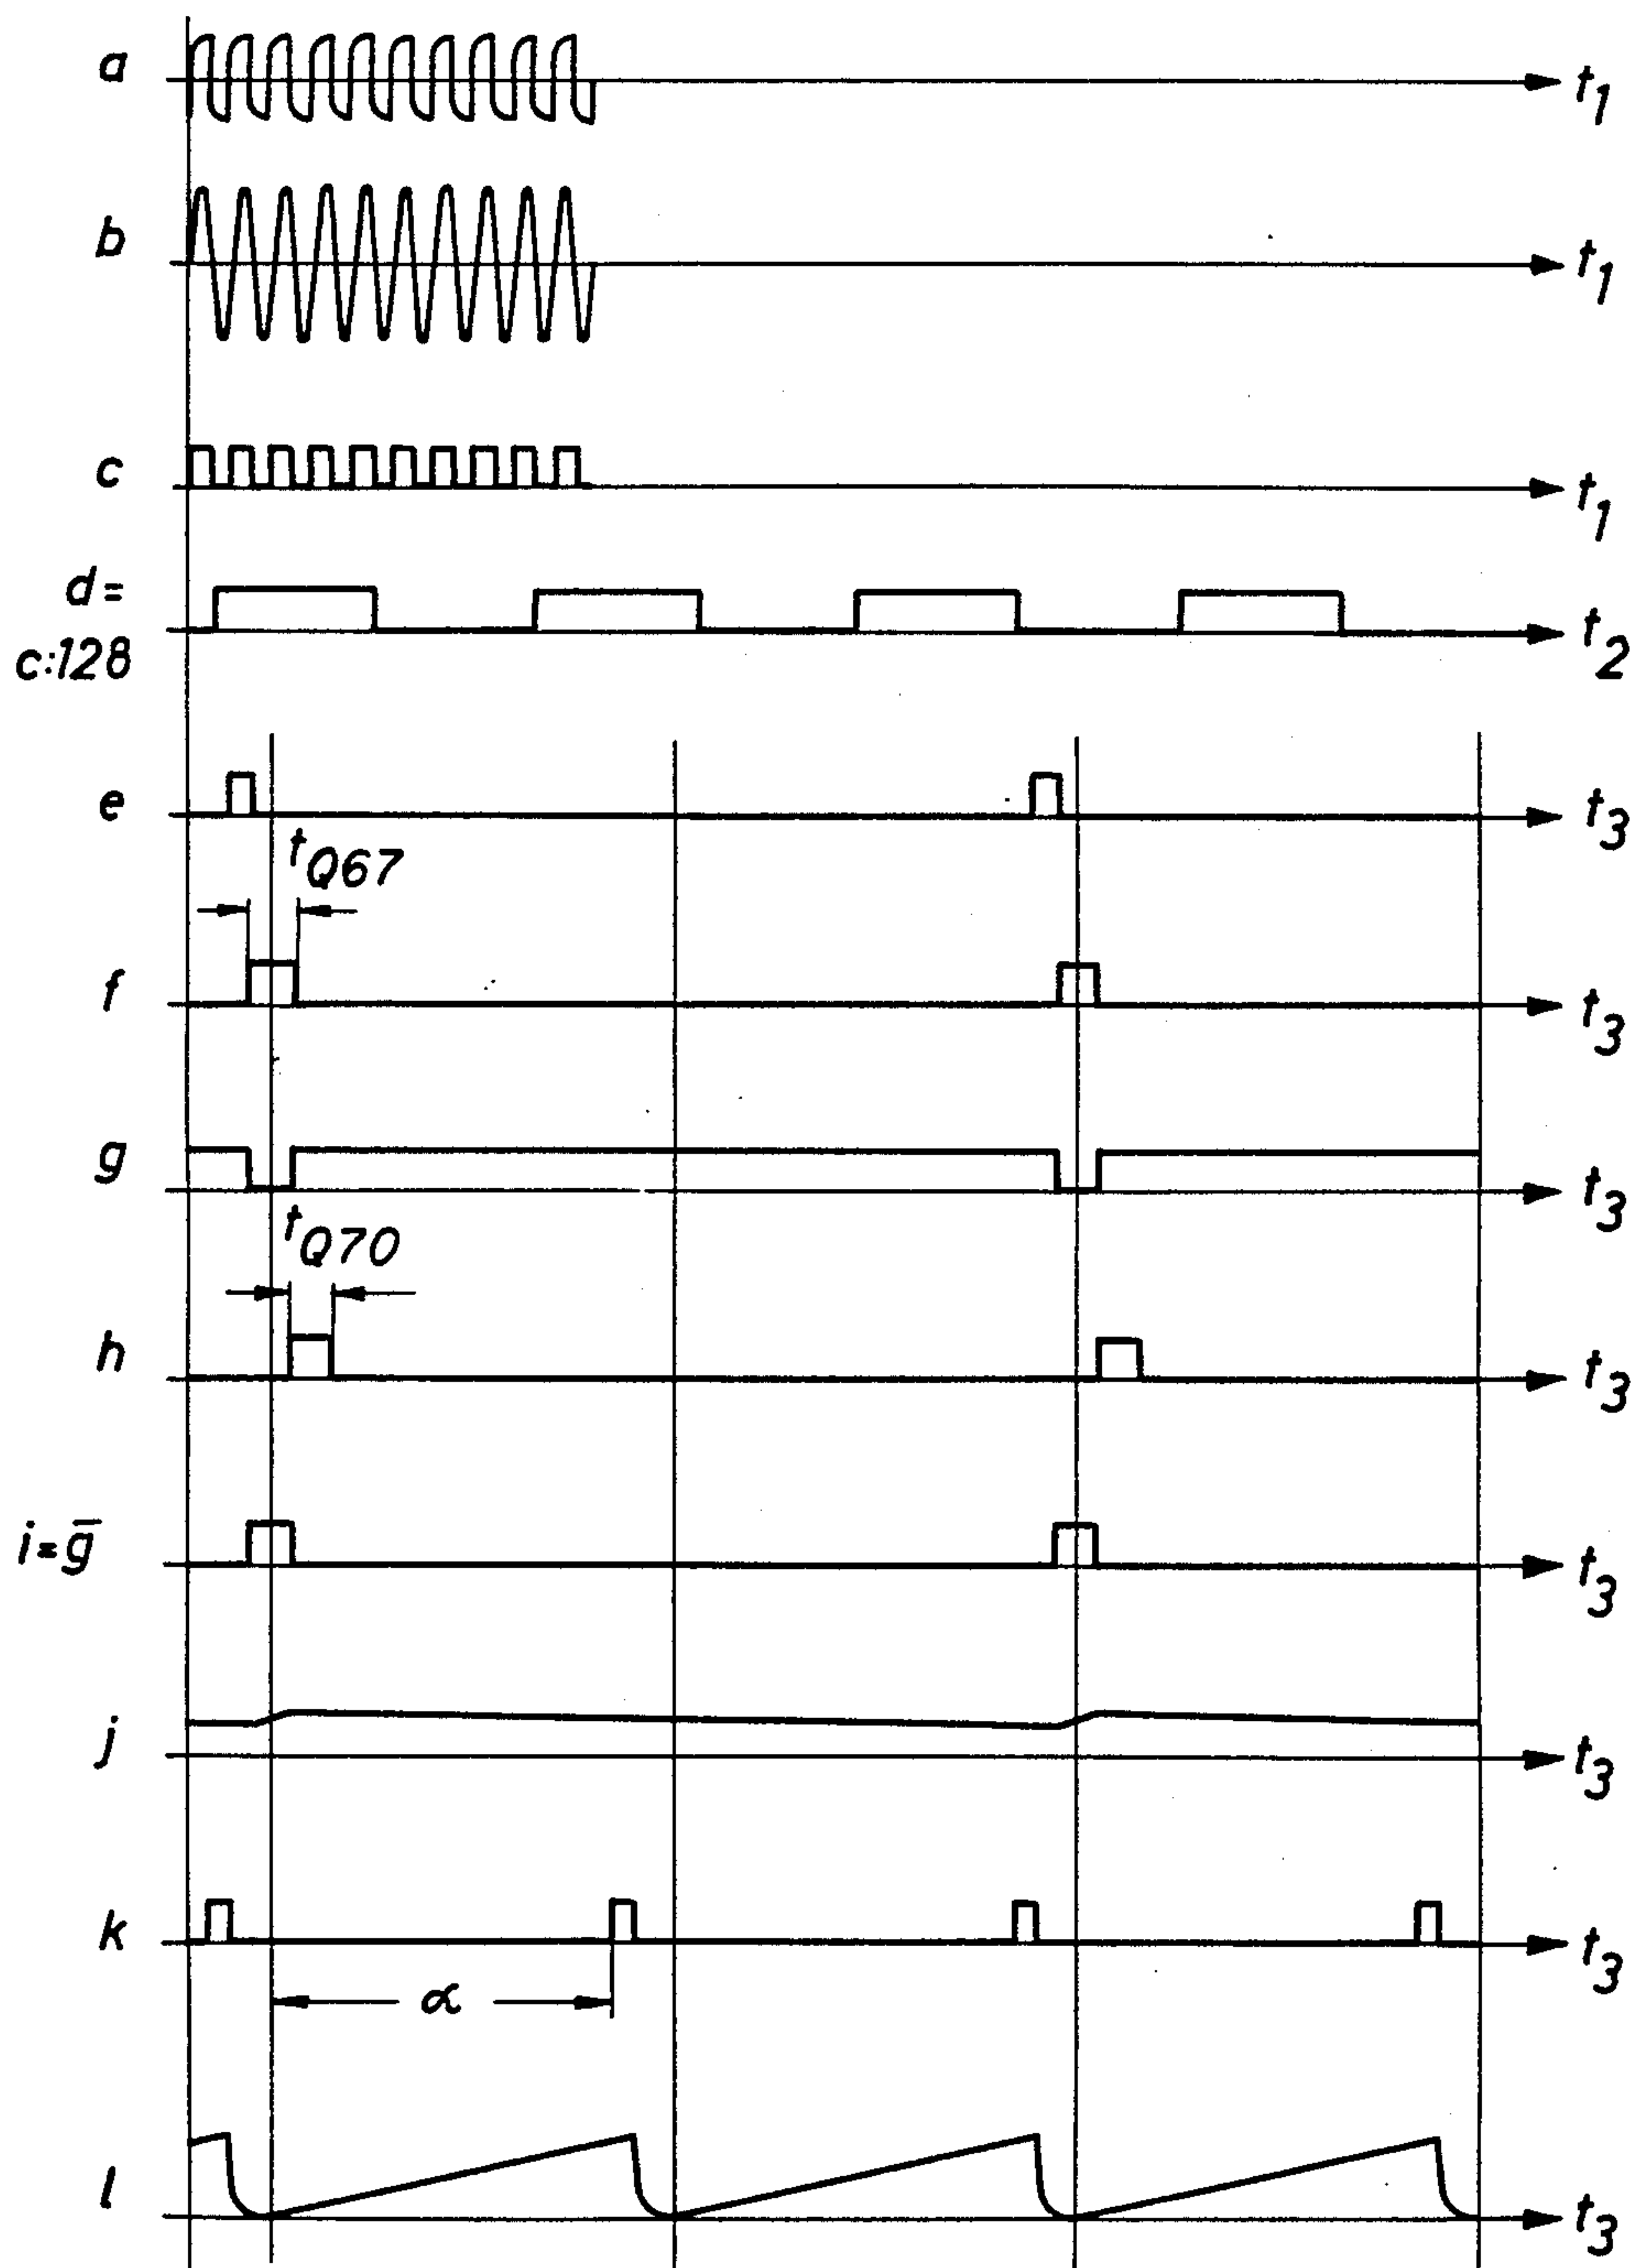 a t1
b t1
c t1
d=
c:128 t2
e t3
tQ67
f t3
g t3
tQ70
h t3
i=g̅ t3
j t3
k t3
α
l t3